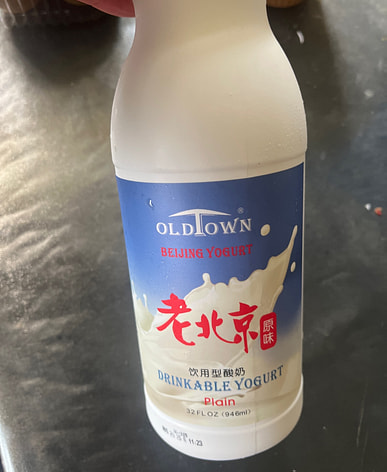 OLDTOWN®
BEIJING YOGURT
老北京
原味
饮用型酸奶
DRINKABLE YOGURT
Plain
32 FL OZ (946ml)